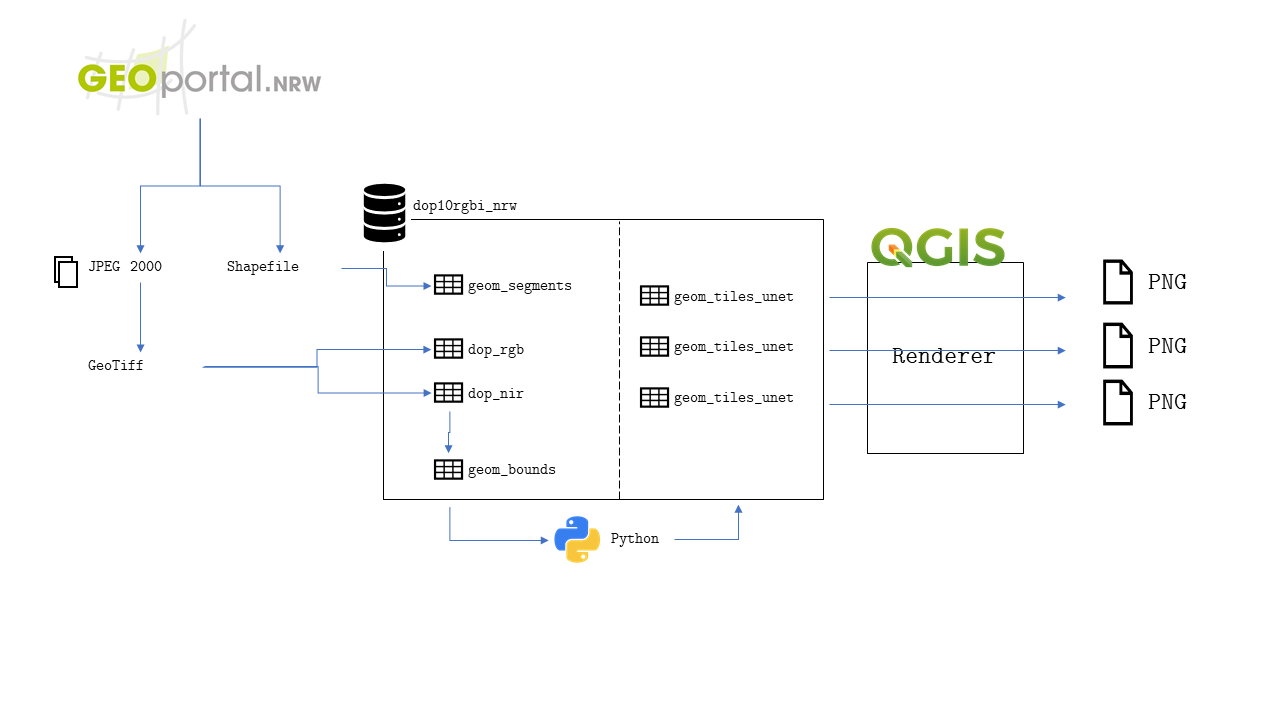 GEOportal.NRW
dop10rgbi_nrw
JPEG 2000
Shapefile
GeoTiff
geom_segments
dop_rgb
dop_nir
geom_bounds
geom_tiles_unet
geom_tiles_unet
geom_tiles_unet
Python
QGIS
Renderer
PNG
PNG
PNG